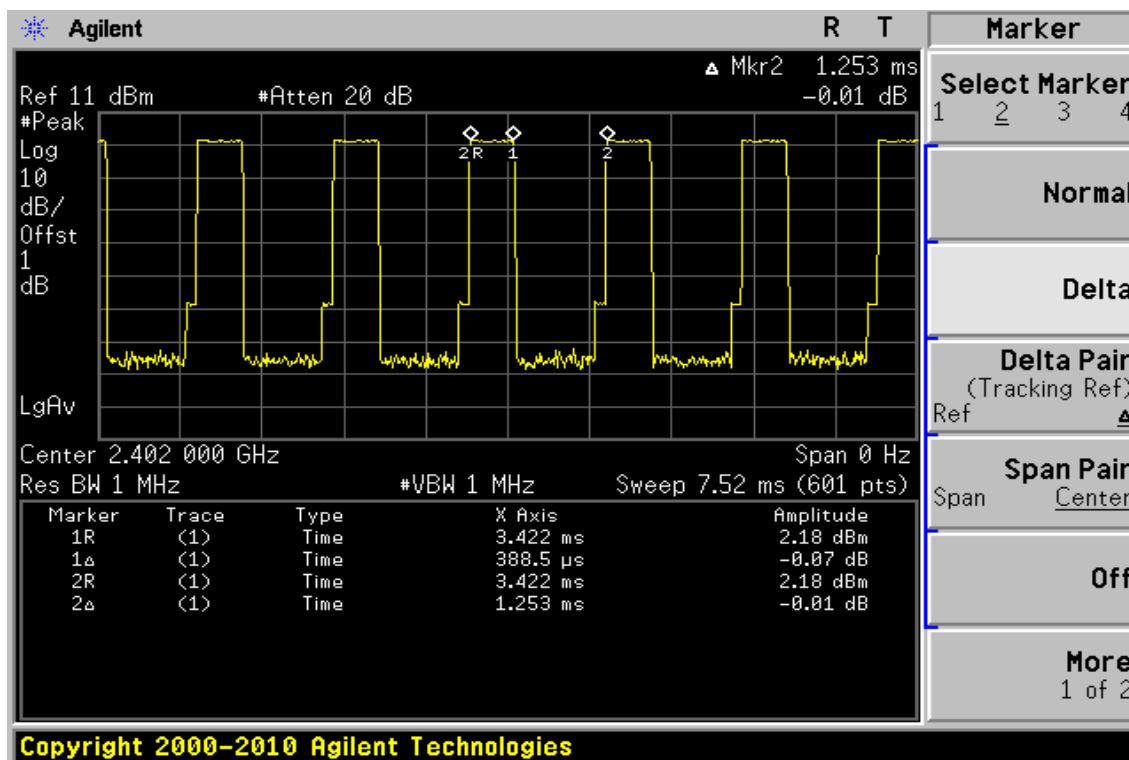 Agilent R T
Δ Mkr2 1.253 ms
Ref 11 dBm #Atten 20 dB -0.01 dB
#Peak
Log
10
dB/
Offst
1
dB
2R 1 2
LgAv
Center 2.402 000 GHz Span 0 Hz
Res BW 1 MHz #VBW 1 MHz Sweep 7.52 ms (601 pts)
Marker Trace Type X Axis Amplitude
1R (1) Time 3.422 ms 2.18 dBm
1Δ (1) Time 388.5 µs -0.07 dB
2R (1) Time 3.422 ms 2.18 dBm
2Δ (1) Time 1.253 ms -0.01 dB
Marker
Select Marker
1 2 3 4
Normal
Delta
Delta Pair
(Tracking Ref)
Ref Δ
Span Pair
Span Center
Off
More
1 of 2
Copyright 2000-2010 Agilent Technologies